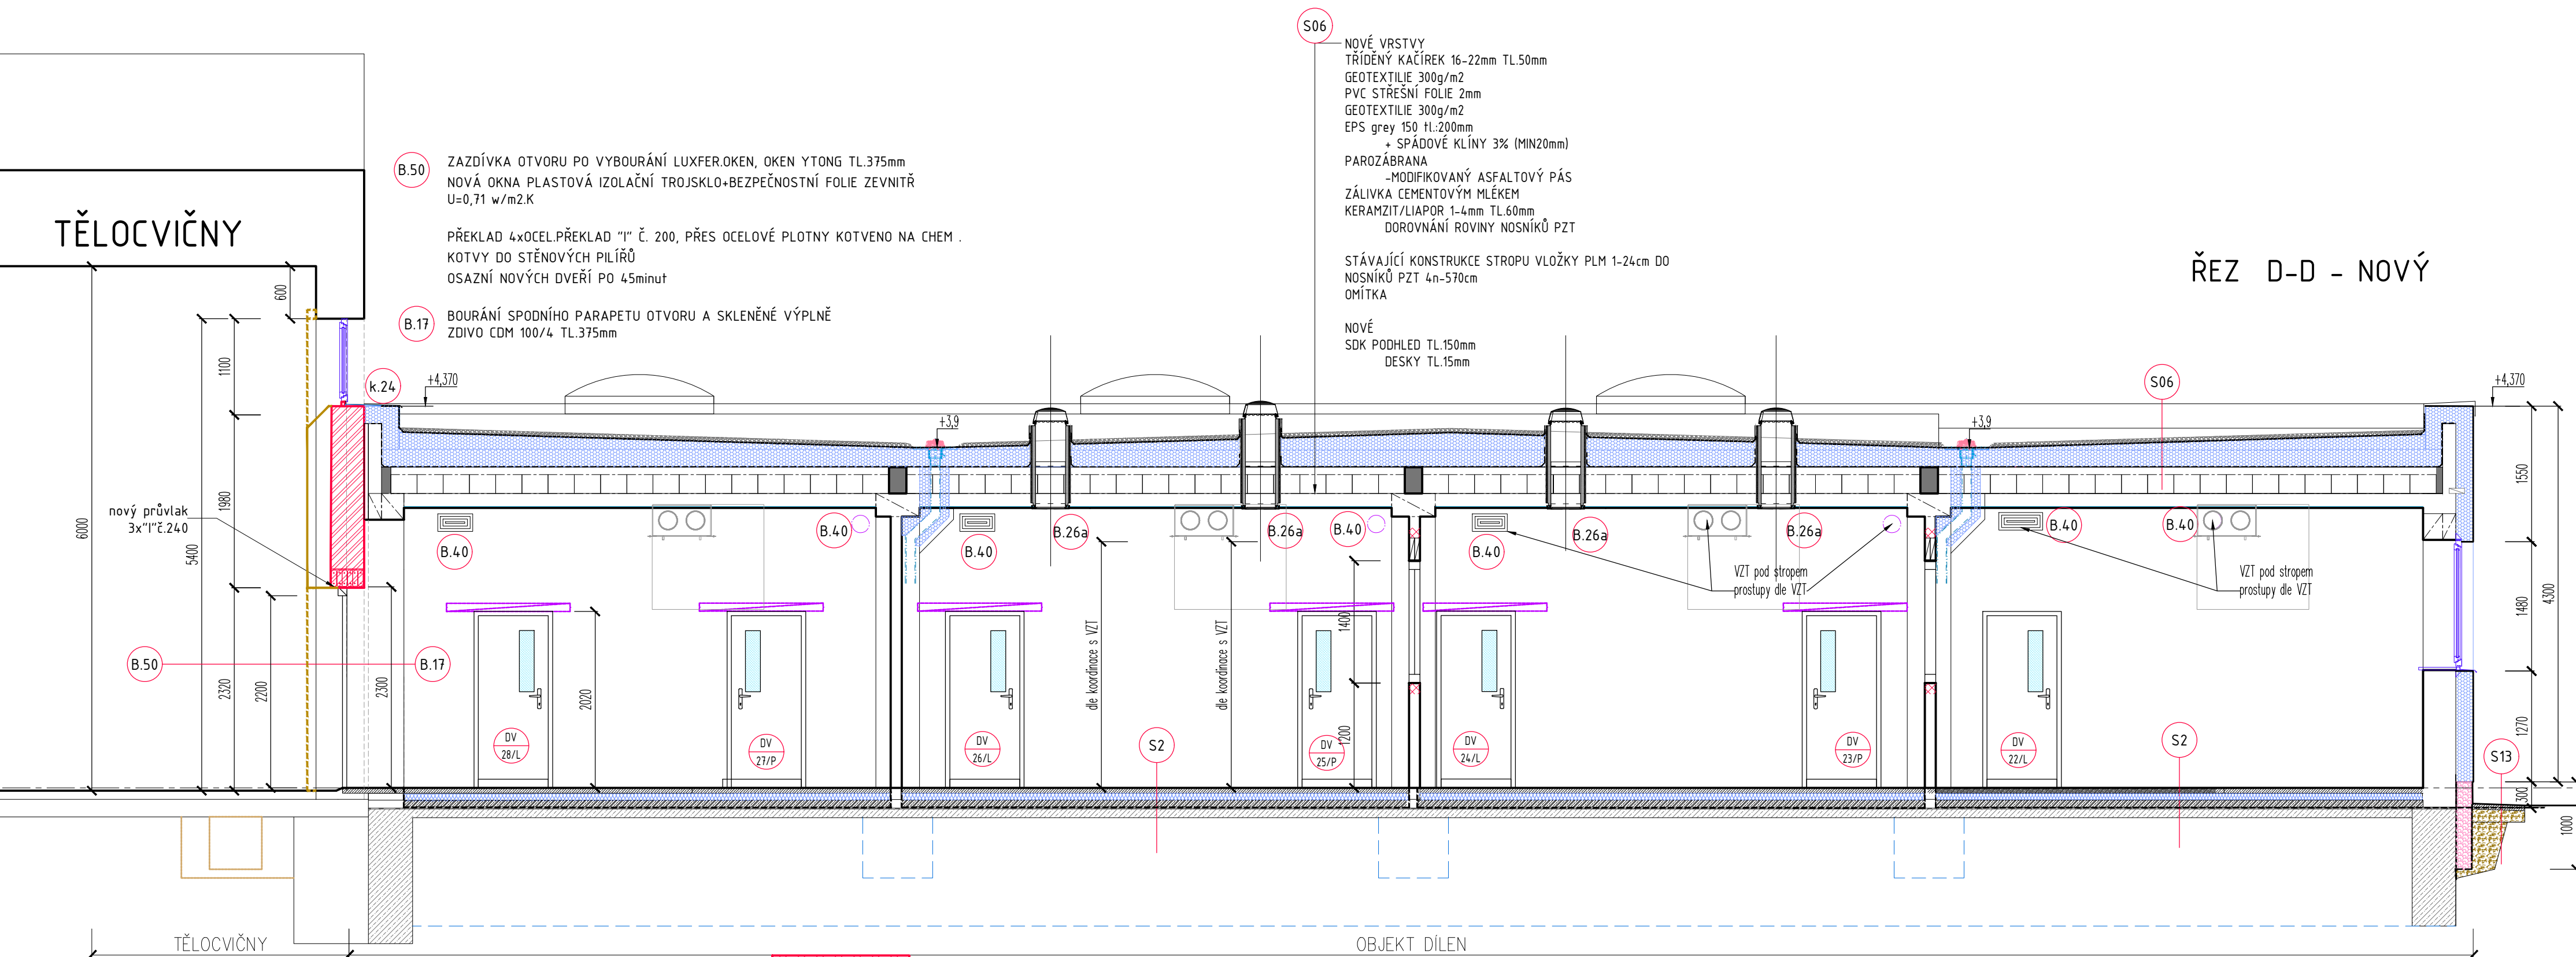 S06
NOVÉ VRSTVY
TŘÍDĚNÝ KAČÍREK 16-22mm TL.50mm
GEOTEXTILIE 300g/m2
PVC STŘEŠNÍ FOLIE 2mm
GEOTEXTILIE 300g/m2
EPS grey 150 tl.:200mm
+ SPÁDOVÉ KLÍNY 3% (MIN20mm)
PAROZÁBRANA
-MODIFIKOVANÝ ASFALTOVÝ PÁS
ZÁLIVKA CEMENTOVÝM MLÉKEM
KERAMZIT/LIAPOR 1-4mm TL.60mm
DOROVNÁNÍ ROVINY NOSNÍKŮ PZT
STÁVAJÍCÍ KONSTRUKCE STROPU VLOŽKY PLM 1-24cm DO
NOSNÍKŮ PZT 4n-570cm
OMÍTKA
NOVÉ
SDK PODHLED TL.150mm
DESKY TL.15mm
B.50
ZAZDÍVKA OTVORU PO VYBOURÁNÍ LUXFER.OKEN, OKEN YTONG TL.375mm
NOVÁ OKNA PLASTOVÁ IZOLAČNÍ TROJSKLO+BEZPEČNOSTNÍ FOLIE ZEVNITŘ
U=0,71 w/m2.K
PŘEKLAD 4xOCEL.PŘEKLAD "I" Č. 200, PŘES OCELOVÉ PLOTNY KOTVENO NA CHEM .
KOTVY DO STĚNOVÝCH PILÍŘŮ
OSAZNÍ NOVÝCH DVEŘÍ PO 45minut
B.17
BOURÁNÍ SPODNÍHO PARAPETU OTVORU A SKLENĚNÉ VÝPLNĚ
ZDIVO CDM 100/4 TL.375mm
TĚLOCVIČNY
ŘEZ D-D - NOVÝ
600
1100
k.24
+4,370
S06
+4,370
+3,9
+3,9
6000
5400
1980
nový průvlak
3x"I"č.240
B.40
B.40
B.40
B.26a
B.26a
B.40
B.40
B.26a
B.26a
B.40
B.40
1550
VZT pod stropem
prostupy dle VZT
VZT pod stropem
prostupy dle VZT
1480
4300
B.50
B.17
2320
2200
2300
2020
dle koordinace s VZT
dle koordinace s VZT
1400
1200
1270
300
1000
DV
28/L
DV
27/P
DV
26/L
S2
DV
25/P
DV
24/L
DV
23/P
DV
22/L
S2
S13
TĚLOCVIČNY
OBJEKT DÍLEN